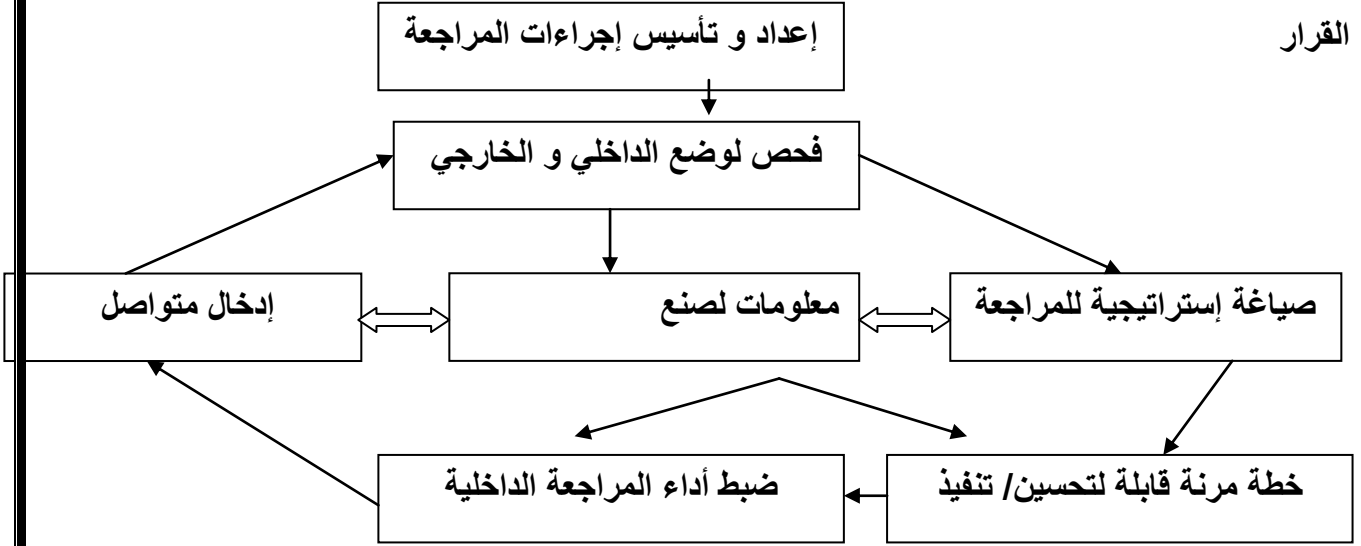 إعداد و تأسيس إجراءات المراجعة
القرار
فحص لوضع الداخلي و الخارجي
صياغة إستراتيجية للمراجعة
معلومات لصنع
إدخال متواصل
خطة مرنة قابلة لتحسين/ تنفيذ
ضبط أداء المراجعة الداخلية